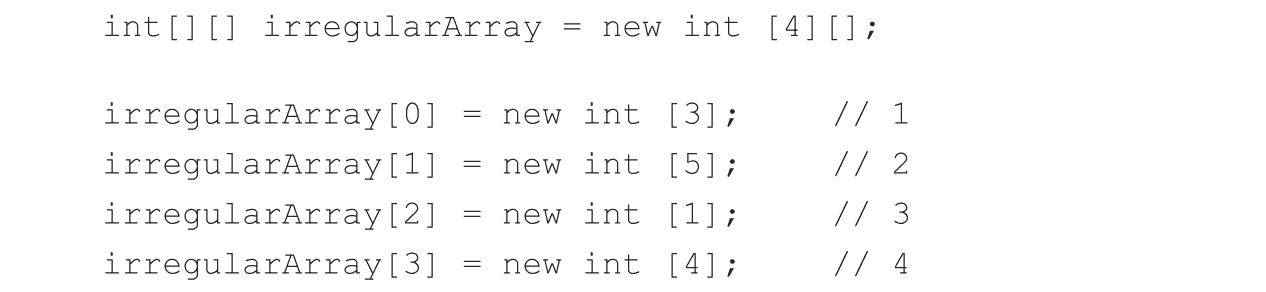 int[][] irregularArray = new int [4][];
irregularArray[0] = new int [3]; // 1
irregularArray[1] = new int [5]; // 2
irregularArray[2] = new int [1]; // 3
irregularArray[3] = new int [4]; // 4